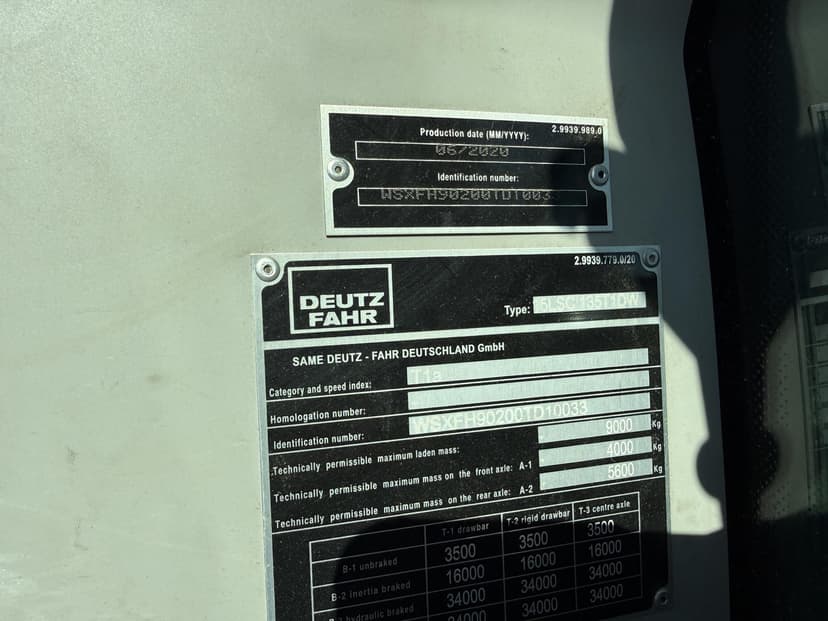 2.9939.989.0
Production date (MM/YYYY):
06/2020
Identification number:
WSXFH90200TD1003
2.9939.779.0/20
DEUTZ
FAHR
Type: 5LSC 135T1DW
SAME DEUTZ - FAHR DEUTSCHLAND GmbH
Category and speed index: T1a
Homologation number:
Identification number: WSXFH90200TD10033
Technically permissible maximum laden mass: 9000 Kg
Technically permissible maximum mass on the front axle: A-1 4000 Kg
Technically permissible maximum mass on the rear axle: A-2 5600 Kg
T-1 drawbar T-2 rigid drawbar T-3 centre axle
B-1 unbraked 3500 3500 3500
B-2 inertia braked 16000 16000 16000
hydraulic braked 34000 34000 34000
34000 34000 34000